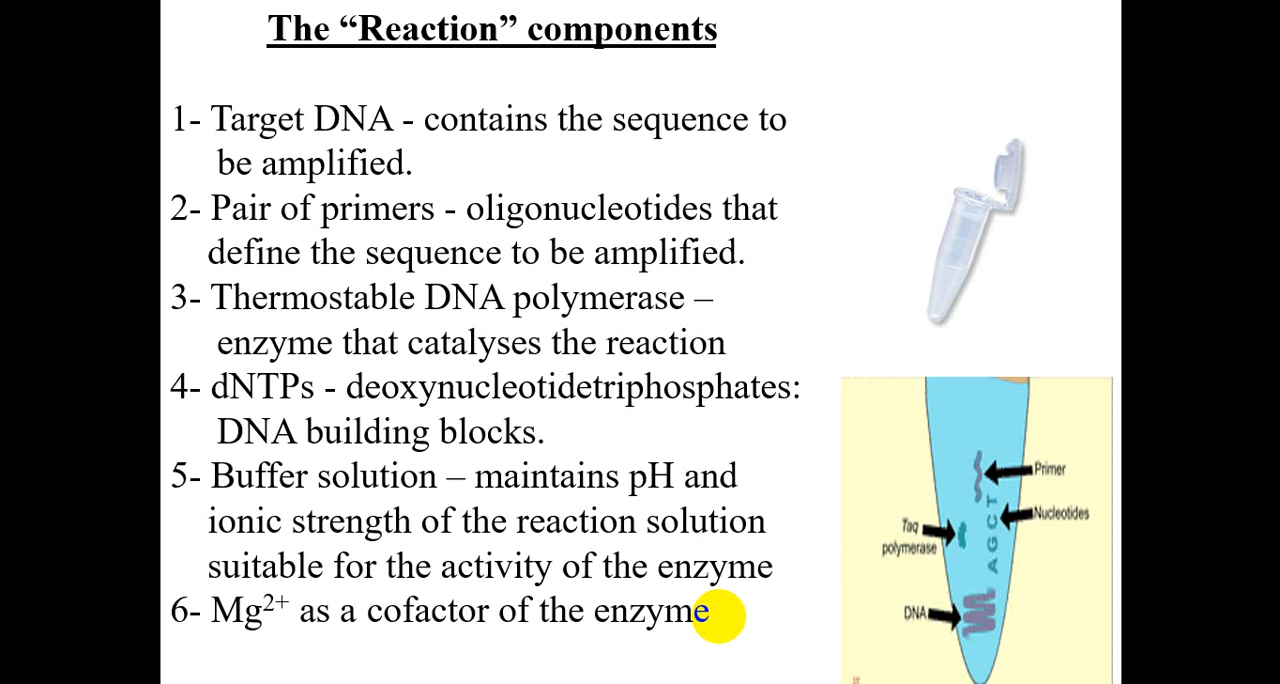 The “Reaction” components
1- Target DNA - contains the sequence to
be amplified.
2- Pair of primers - oligonucleotides that
define the sequence to be amplified.
3- Thermostable DNA polymerase –
enzyme that catalyses the reaction
4- dNTPs - deoxynucleotidetriphosphates:
DNA building blocks.
5- Buffer solution – maintains pH and
ionic strength of the reaction solution
suitable for the activity of the enzyme
6- Mg²⁺ as a cofactor of the enzyme
Primer
Nucleotides
Taq
polymerase
AGCT
DNA